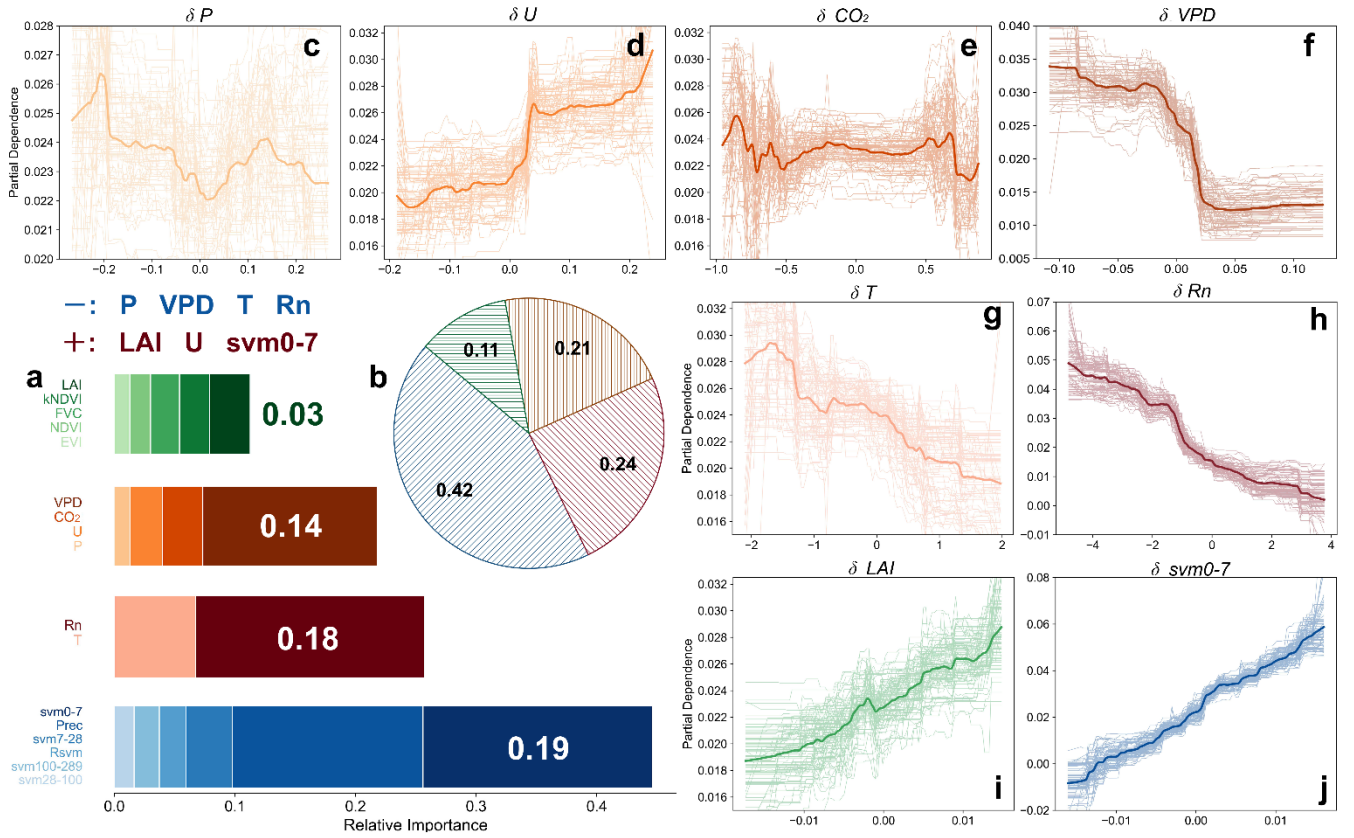 δ P
δ U
δ CO₂
δ VPD
c
d
e
f
Partial Dependence
0.028
0.027
0.026
0.025
0.024
0.023
0.022
0.021
0.020
−0.2 −0.1 0.0 0.1 0.2
0.032
0.030
0.028
0.026
0.024
0.022
0.020
0.018
0.016
−0.2 −0.1 0.0 0.1 0.2
0.032
0.030
0.028
0.026
0.024
0.022
0.020
0.018
0.016
−1.0 −0.5 0.0 0.5
0.040
0.035
0.030
0.025
0.020
0.015
0.010
0.005
−0.10 −0.05 0.00 0.05 0.10
−: P VPD T Rn
+: LAI U svm0-7
a
LAI
kNDVI
FVC
NDVI
EVI
0.03
VPD
CO₂
U
P
0.14
Rn
T
0.18
svm0-7
Prec
svm7-28
Rsvm
svm100-289
svm28-100
0.19
0.0 0.1 0.2 0.3 0.4
Relative Importance
b
0.11
0.21
0.24
0.42
δ T
g
Partial Dependence
0.032
0.030
0.028
0.026
0.024
0.022
0.020
0.018
0.016
−2 −1 0 1 2
δ Rn
h
0.07
0.06
0.05
0.04
0.03
0.02
0.01
0.00
−0.01
−4 −2 0 2
δ LAI
i
Partial Dependence
0.032
0.030
0.028
0.026
0.024
0.022
0.020
0.018
0.016
−0.01 0.00 0.01
δ svm0-7
j
0.08
0.06
0.04
0.02
0.00
−0.02
−0.01 0.00 0.01